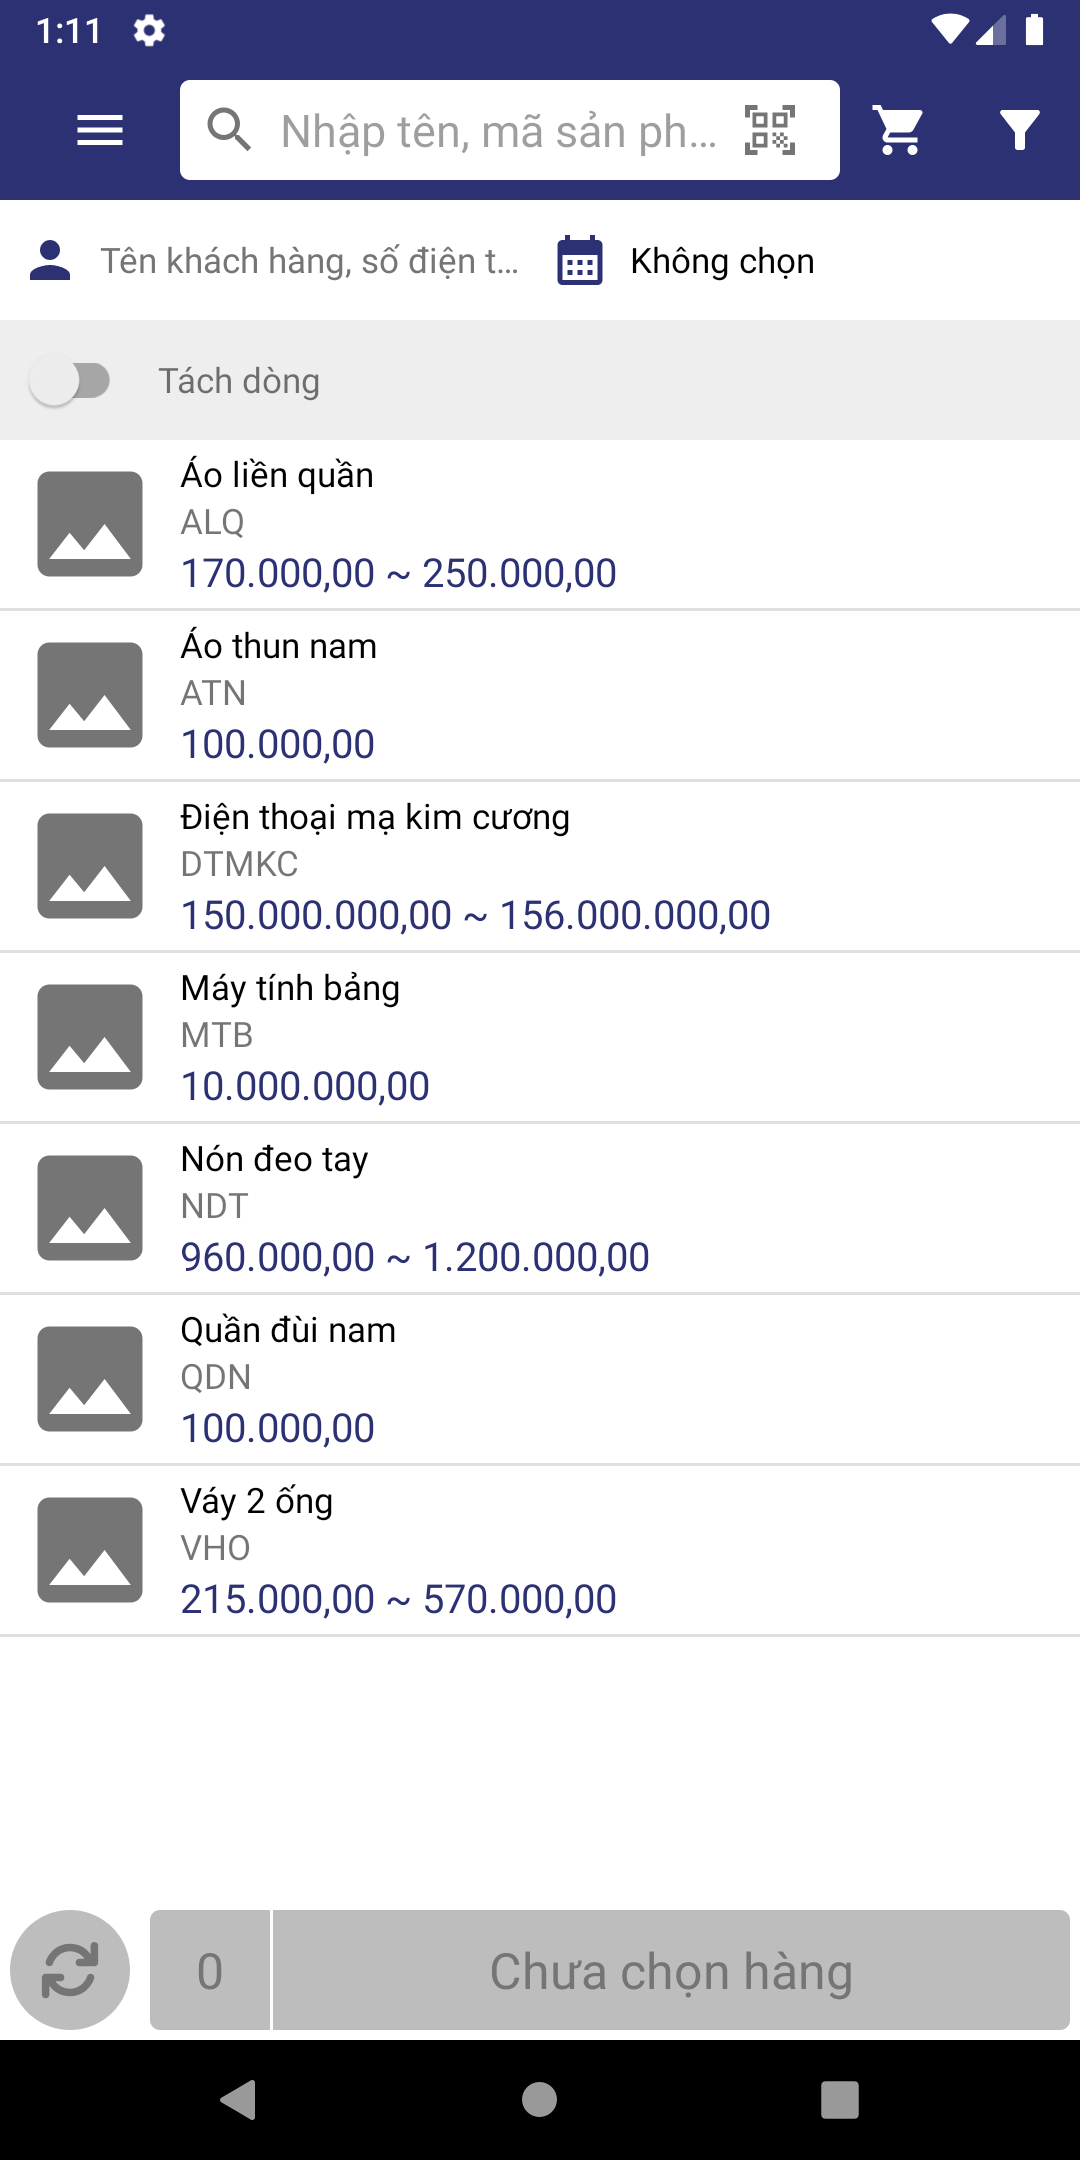 1:11
Nhập tên, mã sản ph...
Tên khách hàng, số điện t...
Không chọn
Tách dòng
Áo liền quần
ALQ
170.000,00 ~ 250.000,00
Áo thun nam
ATN
100.000,00
Điện thoại mạ kim cương
DTMKC
150.000.000,00 ~ 156.000.000,00
Máy tính bảng
MTB
10.000.000,00
Nón đeo tay
NDT
960.000,00 ~ 1.200.000,00
Quần đùi nam
QDN
100.000,00
Váy 2 ống
VHO
215.000,00 ~ 570.000,00
0
Chưa chọn hàng